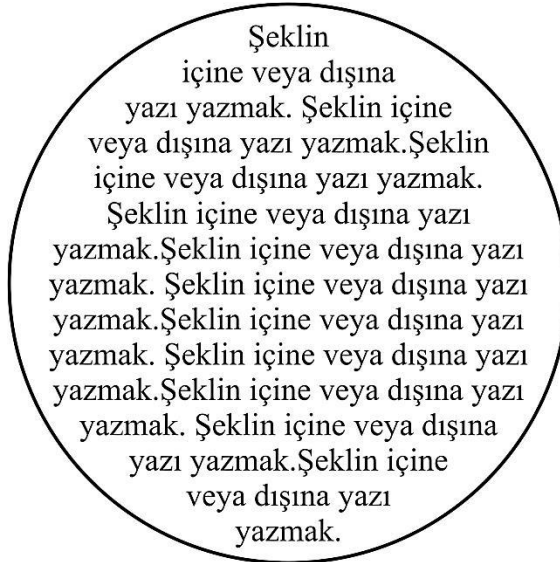 Şeklin
içine veya dışına
yazı yazmak. Şeklin içine
veya dışına yazı yazmak.Şeklin
içine veya dışına yazı yazmak.
Şeklin içine veya dışına yazı
yazmak.Şeklin içine veya dışına yazı
yazmak. Şeklin içine veya dışına yazı
yazmak.Şeklin içine veya dışına yazı
yazmak. Şeklin içine veya dışına yazı
yazmak.Şeklin içine veya dışına yazı
yazmak. Şeklin içine veya dışına
yazı yazmak.Şeklin içine
veya dışına yazı
yazmak.